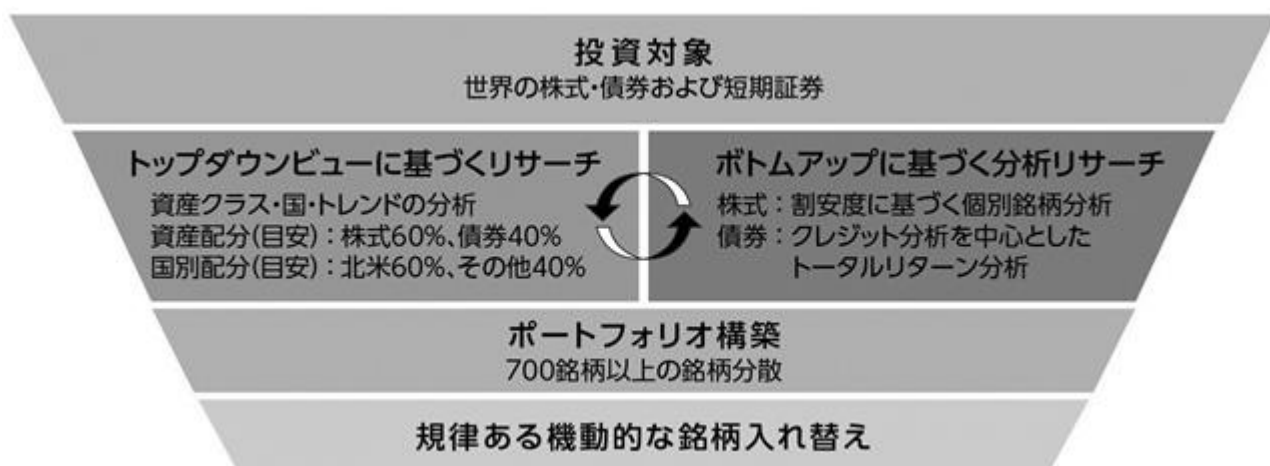 投資対象
世界の株式・債券および短期証券
トップダウンビューに基づくリサーチ
資産クラス・国・トレンドの分析
資産配分(目安)：株式60%、債券40%
国別配分(目安)：北米60%、その他40%
ボトムアップに基づく分析リサーチ
株式：割安度に基づく個別銘柄分析
債券：クレジット分析を中心とした
トータルリターン分析
ポートフォリオ構築
700銘柄以上の銘柄分散
規律ある機動的な銘柄入れ替え